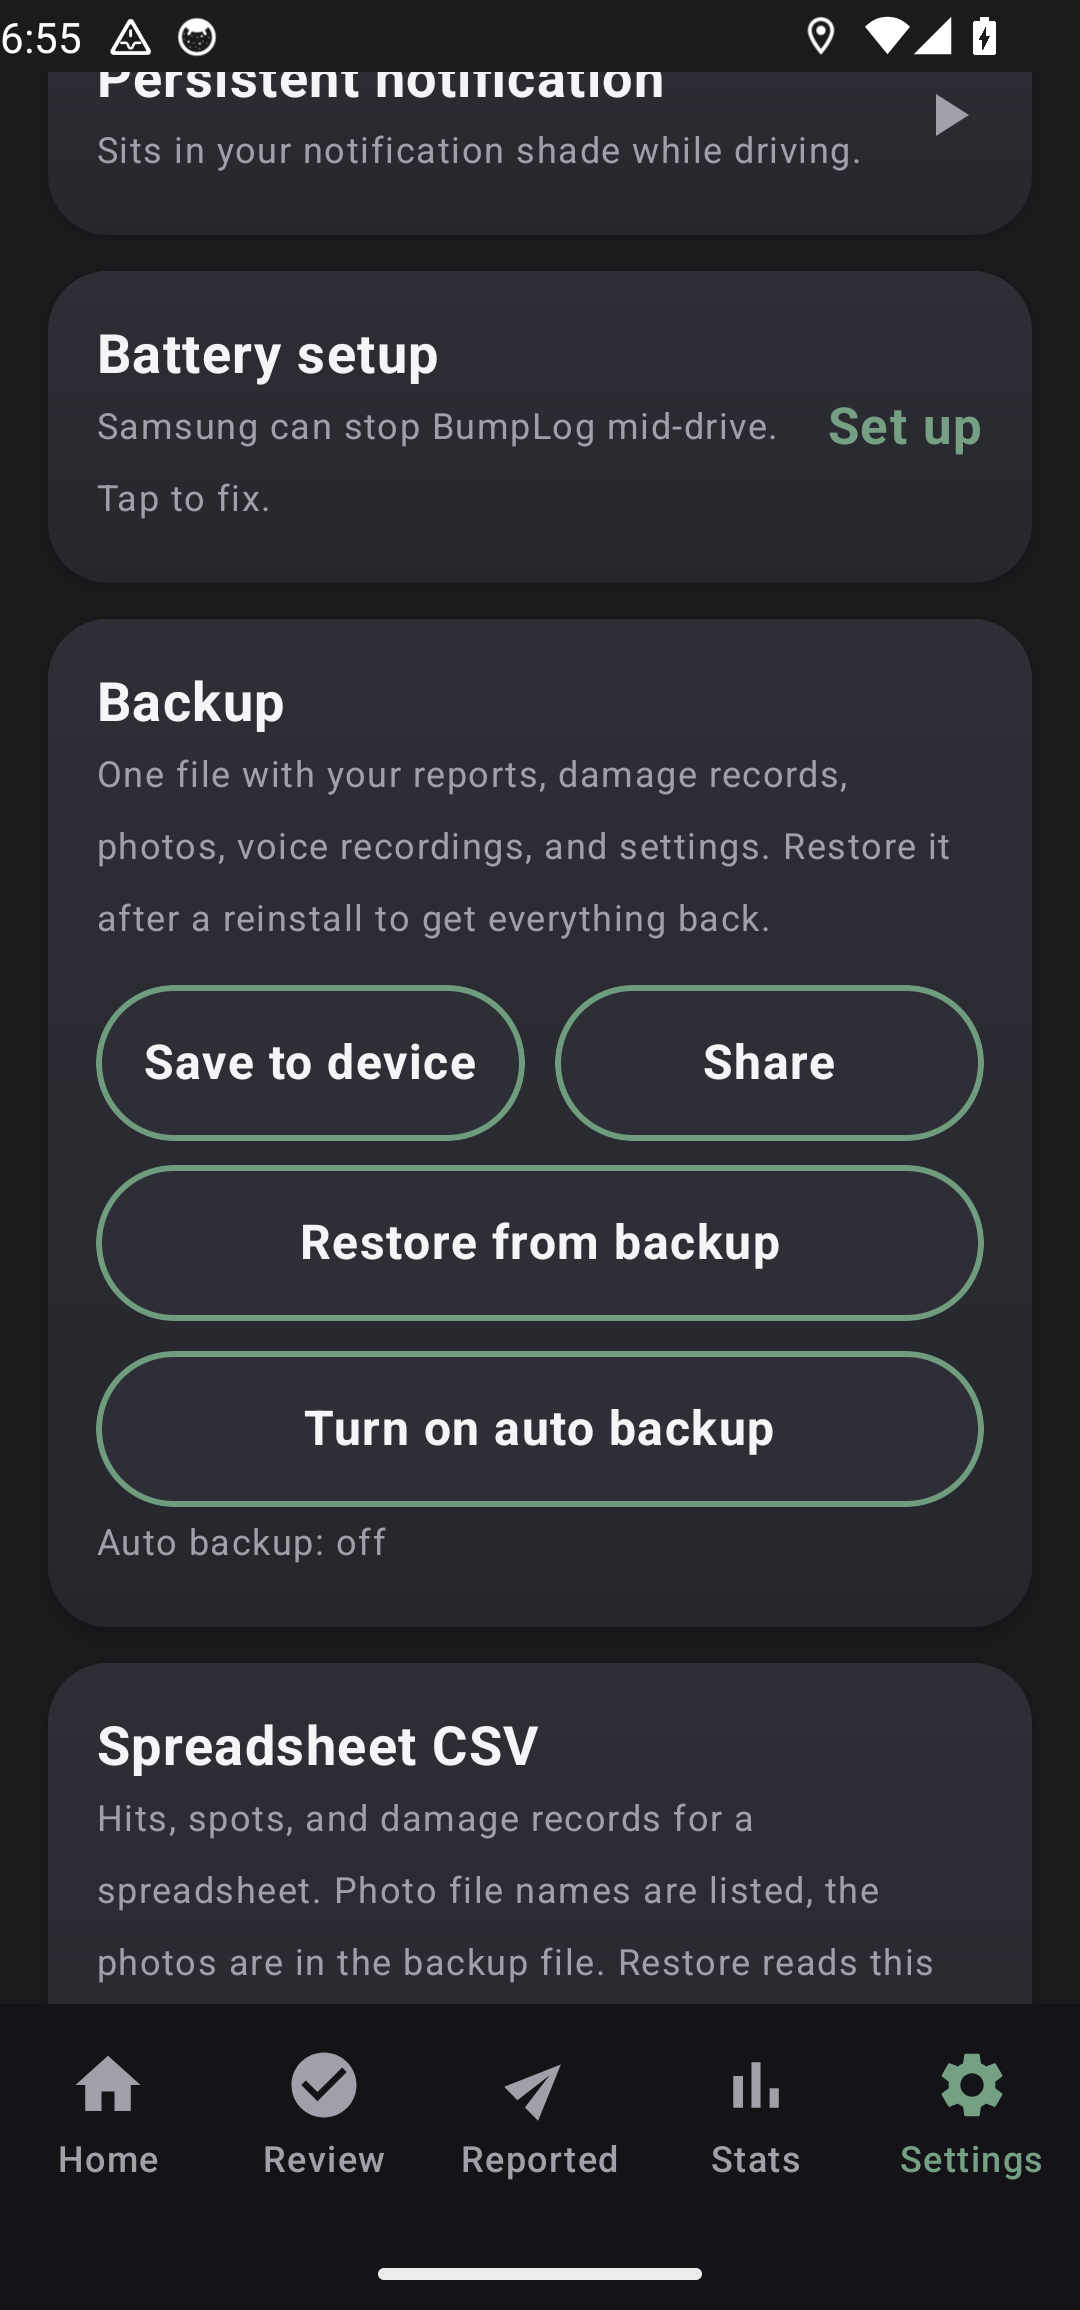 6:55
Persistent notification
Sits in your notification shade while driving.
Battery setup
Samsung can stop BumpLog mid-drive.
Tap to fix.
Set up
Backup
One file with your reports, damage records,
photos, voice recordings, and settings. Restore it
after a reinstall to get everything back.
Save to device
Share
Restore from backup
Turn on auto backup
Auto backup: off
Spreadsheet CSV
Hits, spots, and damage records for a
spreadsheet. Photo file names are listed, the
photos are in the backup file. Restore reads this
Home
Review
Reported
Stats
Settings